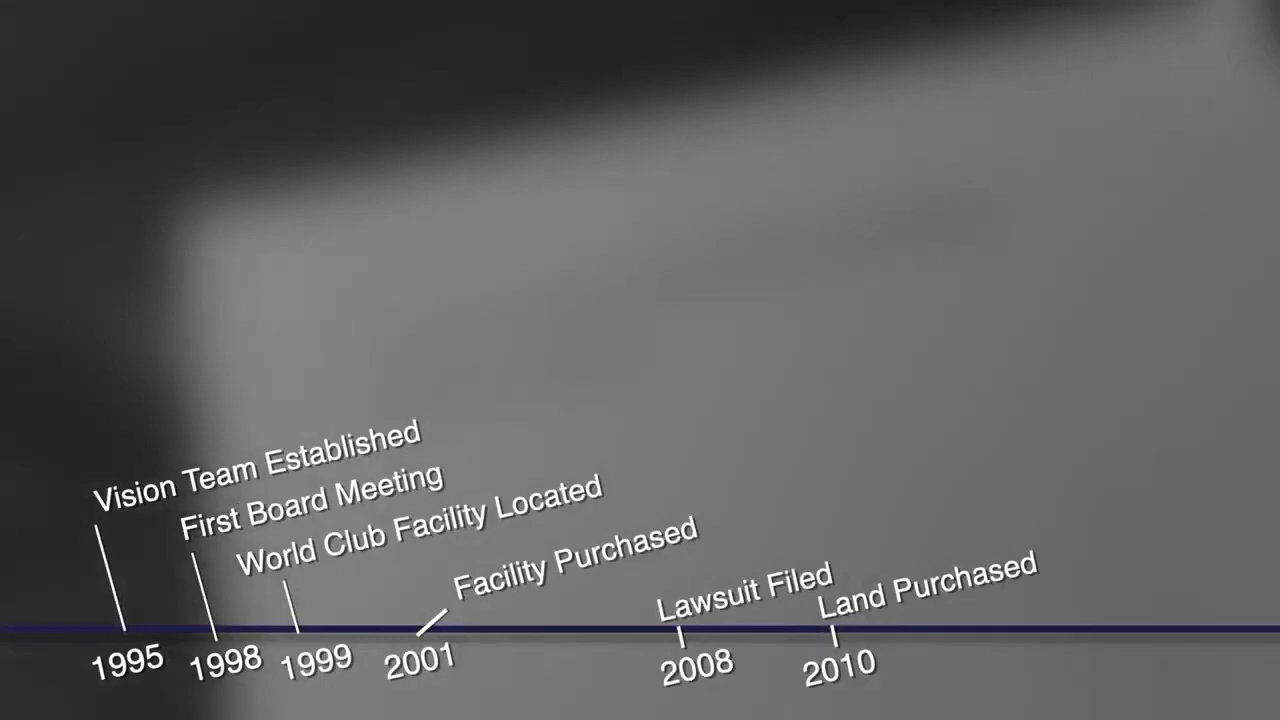 Vision Team Established
First Board Meeting
World Club Facility Located
Facility Purchased
Lawsuit Filed
Land Purchased
1995
1998
1999
2001
2008
2010